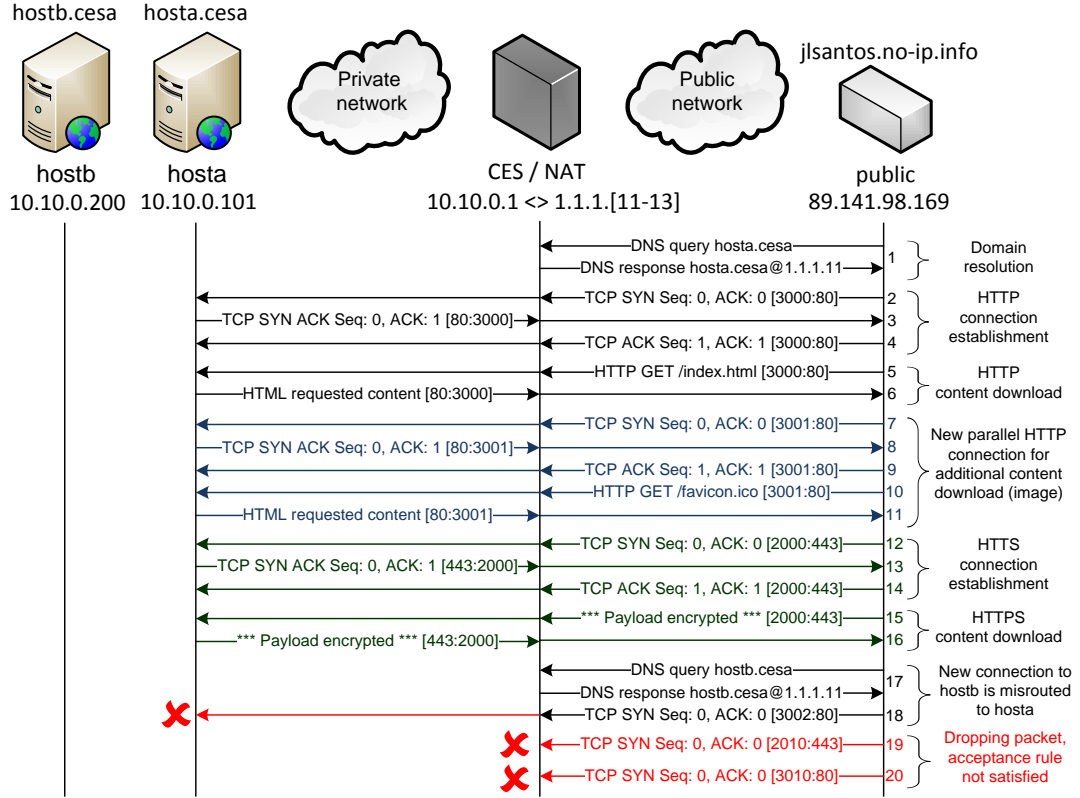 hostb.cesa
hosta.cesa
jlsantos.no-ip.info
Private
network
Public
network
hostb
hosta
CES / NAT
public
10.10.0.200
10.10.0.101
10.10.0.1 <> 1.1.1.[11-13]
89.141.98.169
DNS query hosta.cesa
1
DNS response hosta.cesa@1.1.1.11
Domain
resolution
TCP SYN Seq: 0, ACK: 0 [3000:80]
2
TCP SYN ACK Seq: 0, ACK: 1 [80:3000]
3
TCP ACK Seq: 1, ACK: 1 [3000:80]
4
HTTP
connection
establishment
HTTP GET /index.html [3000:80]
5
HTML requested content [80:3000]
6
HTTP
content download
TCP SYN Seq: 0, ACK: 0 [3001:80]
7
TCP SYN ACK Seq: 0, ACK: 1 [80:3001]
8
TCP ACK Seq: 1, ACK: 1 [3001:80]
9
HTTP GET /favicon.ico [3001:80]
10
HTML requested content [80:3001]
11
New parallel HTTP
connection for
additional content
download (image)
TCP SYN Seq: 0, ACK: 0 [2000:443]
12
TCP SYN ACK Seq: 0, ACK: 1 [443:2000]
13
TCP ACK Seq: 1, ACK: 1 [2000:443]
14
HTTS
connection
establishment
*** Payload encrypted *** [2000:443]
15
*** Payload encrypted *** [443:2000]
16
HTTPS
content download
DNS query hostb.cesa
17
DNS response hostb.cesa@1.1.1.11
TCP SYN Seq: 0, ACK: 0 [3002:80]
18
New connection to
hostb is misrouted
to hosta
TCP SYN Seq: 0, ACK: 0 [2010:443]
19
TCP SYN Seq: 0, ACK: 0 [3010:80]
20
Dropping packet,
acceptance rule
not satisfied